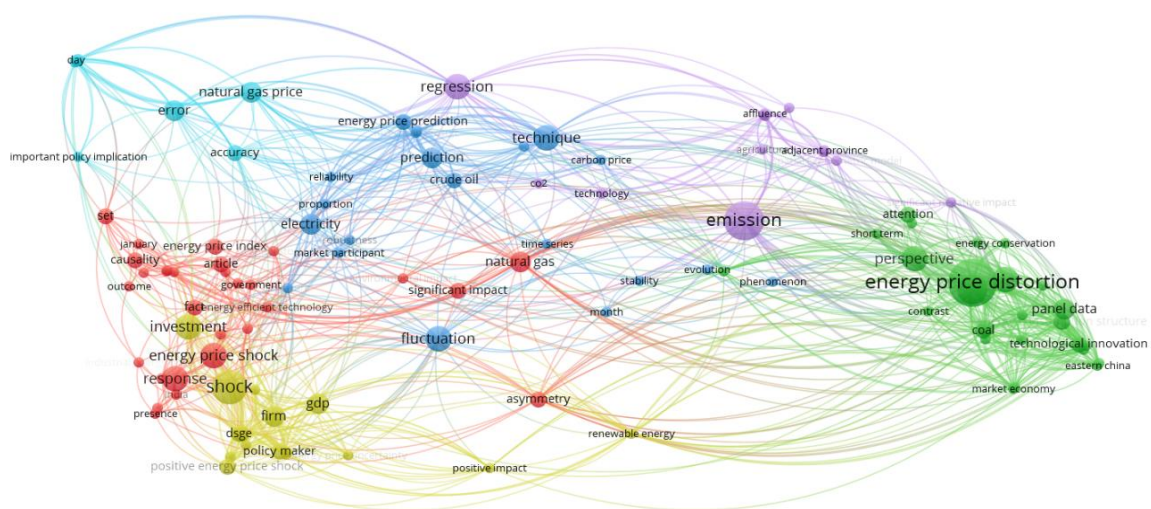 day
regression
natural gas price
error
affluence
energy price prediction
technique
important policy implication
accuracy
prediction
carbon price
adjacent province
reliability
crude oil
co2
technology
proportion
set
electricity
emission
attention
january
energy price index
market participant
time series
short term
energy conservation
causality
article
natural gas
perspective
outcome
government
significant impact
stability
evolution
phenomenon
energy price distortion
fact
energy efficient technology
month
contrast
panel data
structure
investment
fluctuation
coal
technological innovation
energy price shock
eastern china
response
shock
market economy
india
presence
gdp
asymmetry
firm
dsge
renewable energy
policy maker
positive energy price shock
positive impact